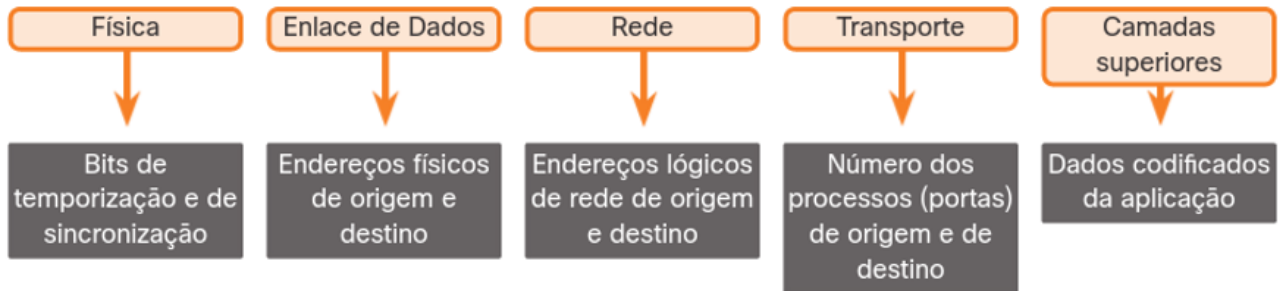 Física
Enlace de Dados
Rede
Transporte
Camadas
superiores
Bits de
temporização e de
sincronização
Endereços físicos
de origem e
destino
Endereços lógicos
de rede de origem
e destino
Número dos
processos (portas)
de origem e de
destino
Dados codificados
da aplicação